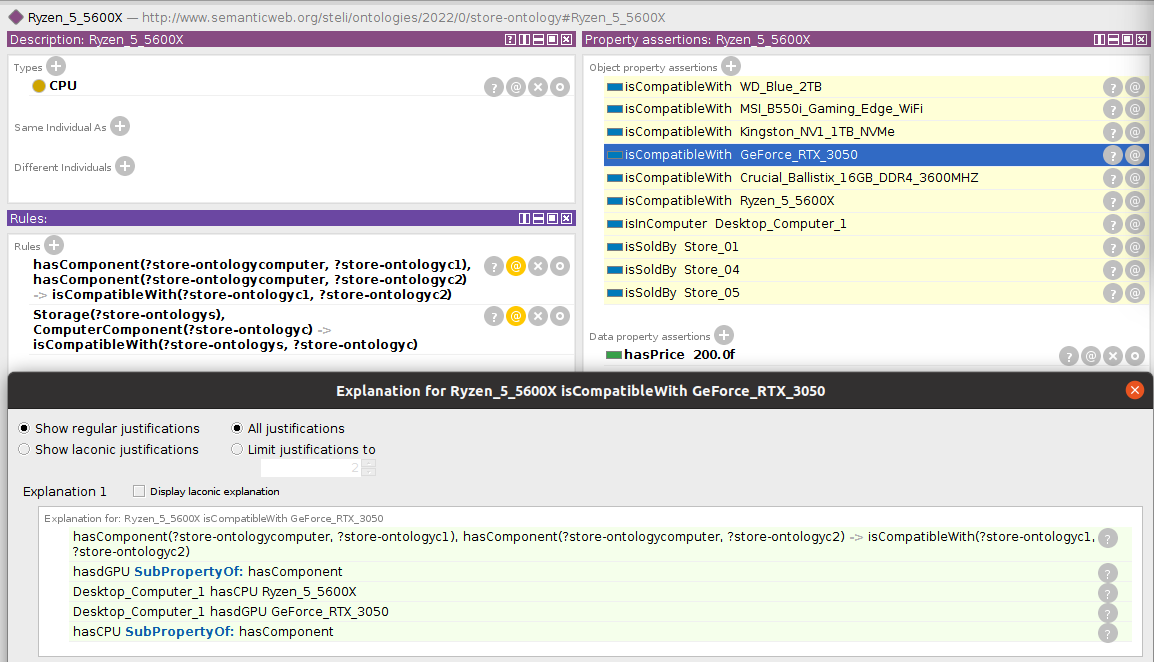 Ryzen_5_5600X — http://www.semanticweb.org/steli/ontologies/2022/0/store-ontology#Ryzen_5_5600X
Description: Ryzen_5_5600X
Types
CPU
Same Individual As
Different Individuals
Rules:
Rules
hasComponent(?store-ontologycomputer, ?store-ontologyc1),
hasComponent(?store-ontologycomputer, ?store-ontologyc2)
-> isCompatibleWith(?store-ontologyc1, ?store-ontologyc2)
Storage(?store-ontologys),
ComputerComponent(?store-ontologyc) ->
isCompatibleWith(?store-ontologys, ?store-ontologyc)
Property assertions: Ryzen_5_5600X
Object property assertions
isCompatibleWith WD_Blue_2TB
isCompatibleWith MSI_B550i_Gaming_Edge_WiFi
isCompatibleWith Kingston_NV1_1TB_NVMe
isCompatibleWith GeForce_RTX_3050
isCompatibleWith Crucial_Ballistix_16GB_DDR4_3600MHZ
isCompatibleWith Ryzen_5_5600X
isInComputer Desktop_Computer_1
isSoldBy Store_01
isSoldBy Store_04
isSoldBy Store_05
Data property assertions
hasPrice 200.0f
Explanation for Ryzen_5_5600X isCompatibleWith GeForce_RTX_3050
Show regular justifications
All justifications
Show laconic justifications
Limit justifications to
2
Explanation 1
Display laconic explanation
Explanation for: Ryzen_5_5600X isCompatibleWith GeForce_RTX_3050
hasComponent(?store-ontologycomputer, ?store-ontologyc1), hasComponent(?store-ontologycomputer, ?store-ontologyc2) -> isCompatibleWith(?store-ontologyc1,
?store-ontologyc2)
hasdGPU SubPropertyOf: hasComponent
Desktop_Computer_1 hasCPU Ryzen_5_5600X
Desktop_Computer_1 hasdGPU GeForce_RTX_3050
hasCPU SubPropertyOf: hasComponent